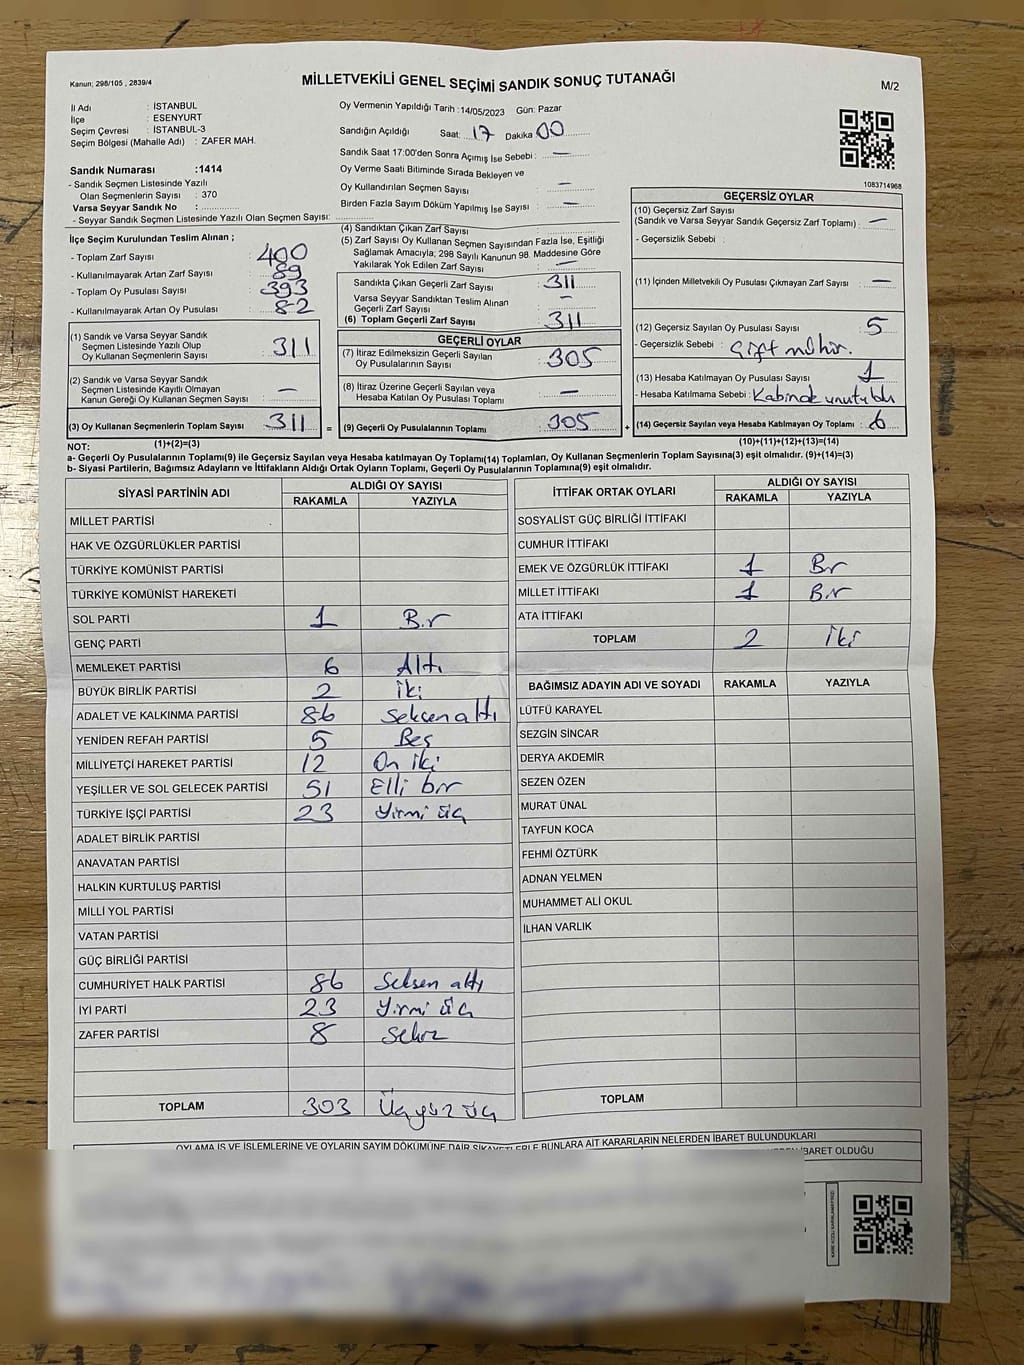 Kanun; 298/105 , 2839/4
MİLLETVEKİLİ GENEL SEÇİMİ SANDIK SONUÇ TUTANAĞI
M/2
İl Adı : İSTANBUL
İlçe : ESENYURT
Seçim Çevresi : İSTANBUL-3
Seçim Bölgesi (Mahalle Adı) : ZAFER MAH.
Sandık Numarası :1414
- Sandık Seçmen Listesinde Yazılı
Olan Seçmenlerin Sayısı : 370
Varsa Seyyar Sandık No :
- Seyyar Sandık Seçmen Listesinde Yazılı Olan Seçmen Sayısı:
Oy Vermenin Yapıldığı Tarih :14/05/2023 Gün: Pazar
Sandığın Açıldığı Saat: 17 Dakika 00
Sandık Saat 17:00'den Sonra Açımış İse Sebebi : —
Oy Verme Saati Bitiminde Sırada Bekleyen ve
Oy Kullandırılan Seçmen Sayısı : —
Birden Fazla Sayım Döküm Yapılmış İse Sayısı : —
1083714968
İlçe Seçim Kurulundan Teslim Alınan ;
- Toplam Zarf Sayısı : 400
- Kullanılmayarak Artan Zarf Sayısı : 89
- Toplam Oy Pusulası Sayısı : 393
- Kullanılmayarak Artan Oy Pusulası : 82
(1) Sandık ve Varsa Seyyar Sandık
Seçmen Listesinde Yazılı Olup
Oy Kullanan Seçmenlerin Sayısı : 311
(2) Sandık ve Varsa Seyyar Sandık
Seçmen Listesinde Kayıtlı Olmayan
Kanun Gereği Oy Kullanan Seçmen Sayısı : —
(3) Oy Kullanan Seçmenlerin Toplam Sayısı : 311 =
(4) Sandıktan Çıkan Zarf Sayısı :
(5) Zarf Sayısı Oy Kullanan Seçmen Sayısından Fazla İse, Eşitliği
Sağlamak Amacıyla; 298 Sayılı Kanunun 98. Maddesine Göre
Yakılarak Yok Edilen Zarf Sayısı : —
Sandıkta Çıkan Geçerli Zarf Sayısı : 311
Varsa Seyyar Sandıktan Teslim Alınan
Geçerli Zarf Sayısı : —
(6) Toplam Geçerli Zarf Sayısı : 311
GEÇERLİ OYLAR
(7) İtiraz Edilmeksizin Geçerli Sayılan
Oy Pusulalarının Sayısı : 305
(8) İtiraz Üzerine Geçerli Sayılan veya
Hesaba Katılan Oy Pusulası Toplamı : —
(9) Geçerli Oy Pusulalarının Toplamı : 305 +
GEÇERSİZ OYLAR
(10) Geçersiz Zarf Sayısı
(Sandık ve Varsa Seyyar Sandık Geçersiz Zarf Toplamı) : —
- Geçersizlik Sebebi :
(11) İçinden Milletvekili Oy Pusulası Çıkmayan Zarf Sayısı : —
(12) Geçersiz Sayılan Oy Pusulası Sayısı : 5
- Geçersizlik Sebebi : Çift mühür.
(13) Hesaba Katılmayan Oy Pusulası Sayısı : 1
- Hesaba Katılmama Sebebi : Kabinde unutuldu
(14) Geçersiz Sayılan veya Hesaba Katılmayan Oy Toplamı : 6
NOT: (1)+(2)=(3)
(10)+(11)+(12)+(13)=(14)
a- Geçerli Oy Pusulalarının Toplamı(9) ile Geçersiz Sayılan veya Hesaba katılmayan Oy Toplamı(14) Toplamları, Oy Kullanan Seçmenlerin Toplam Sayısına(3) eşit olmalıdır. (9)+(14)=(3)
b- Siyasi Partilerin, Bağımsız Adayların ve İttifakların Aldığı Ortak Oyların Toplamı, Geçerli Oy Pusulalarının Toplamına(9) eşit olmalıdır.
SİYASİ PARTİNİN ADI ALDIĞI OY SAYISI
RAKAMLA YAZIYLA
MİLLET PARTİSİ
HAK VE ÖZGÜRLÜKLER PARTİSİ
TÜRKİYE KOMÜNİST PARTİSİ
TÜRKİYE KOMÜNİST HAREKETİ
SOL PARTİ 1 Bir
GENÇ PARTİ
MEMLEKET PARTİSİ 6 Altı
BÜYÜK BİRLİK PARTİSİ 2 iki
ADALET VE KALKINMA PARTİSİ 86 Seksen altı
YENİDEN REFAH PARTİSİ 5 Beş
MİLLİYETÇİ HAREKET PARTİSİ 12 On iki
YEŞİLLER VE SOL GELECEK PARTİSİ 51 Elli bir
TÜRKİYE İŞÇİ PARTİSİ 23 Yirmi üç
ADALET BİRLİK PARTİSİ
ANAVATAN PARTİSİ
HALKIN KURTULUŞ PARTİSİ
MİLLİ YOL PARTİSİ
VATAN PARTİSİ
GÜÇ BİRLİĞİ PARTİSİ
CUMHURİYET HALK PARTİSİ 86 Seksen altı
İYİ PARTİ 23 Yirmi üç
ZAFER PARTİSİ 8 Sekiz
TOPLAM 303 Üçyüz üç
İTTİFAK ORTAK OYLARI ALDIĞI OY SAYISI
RAKAMLA YAZIYLA
SOSYALİST GÜÇ BİRLİĞİ İTTİFAKI
CUMHUR İTTİFAKI
EMEK VE ÖZGÜRLÜK İTTİFAKI 1 Bir
MİLLET İTTİFAKI 1 Bir
ATA İTTİFAKI
TOPLAM 2 iki
BAĞIMSIZ ADAYIN ADI VE SOYADI RAKAMLA YAZIYLA
LÜTFÜ KARAYEL
SEZGİN SİNCAR
DERYA AKDEMİR
SEZEN ÖZEN
MURAT ÜNAL
TAYFUN KOCA
FEHMİ ÖZTÜRK
ADNAN YELMEN
MUHAMMET ALİ OKUL
İLHAN VARLIK
TOPLAM
OYLAMA İŞ VE İŞLEMLERİNE VE OYLARIN SAYIM DÖKÜMÜNE DAİR ŞİKAYETLERLE BUNLARA AİT KARARLARIN NELERDEN İBARET BULUNDUKLARI
İBARET OLDUĞU